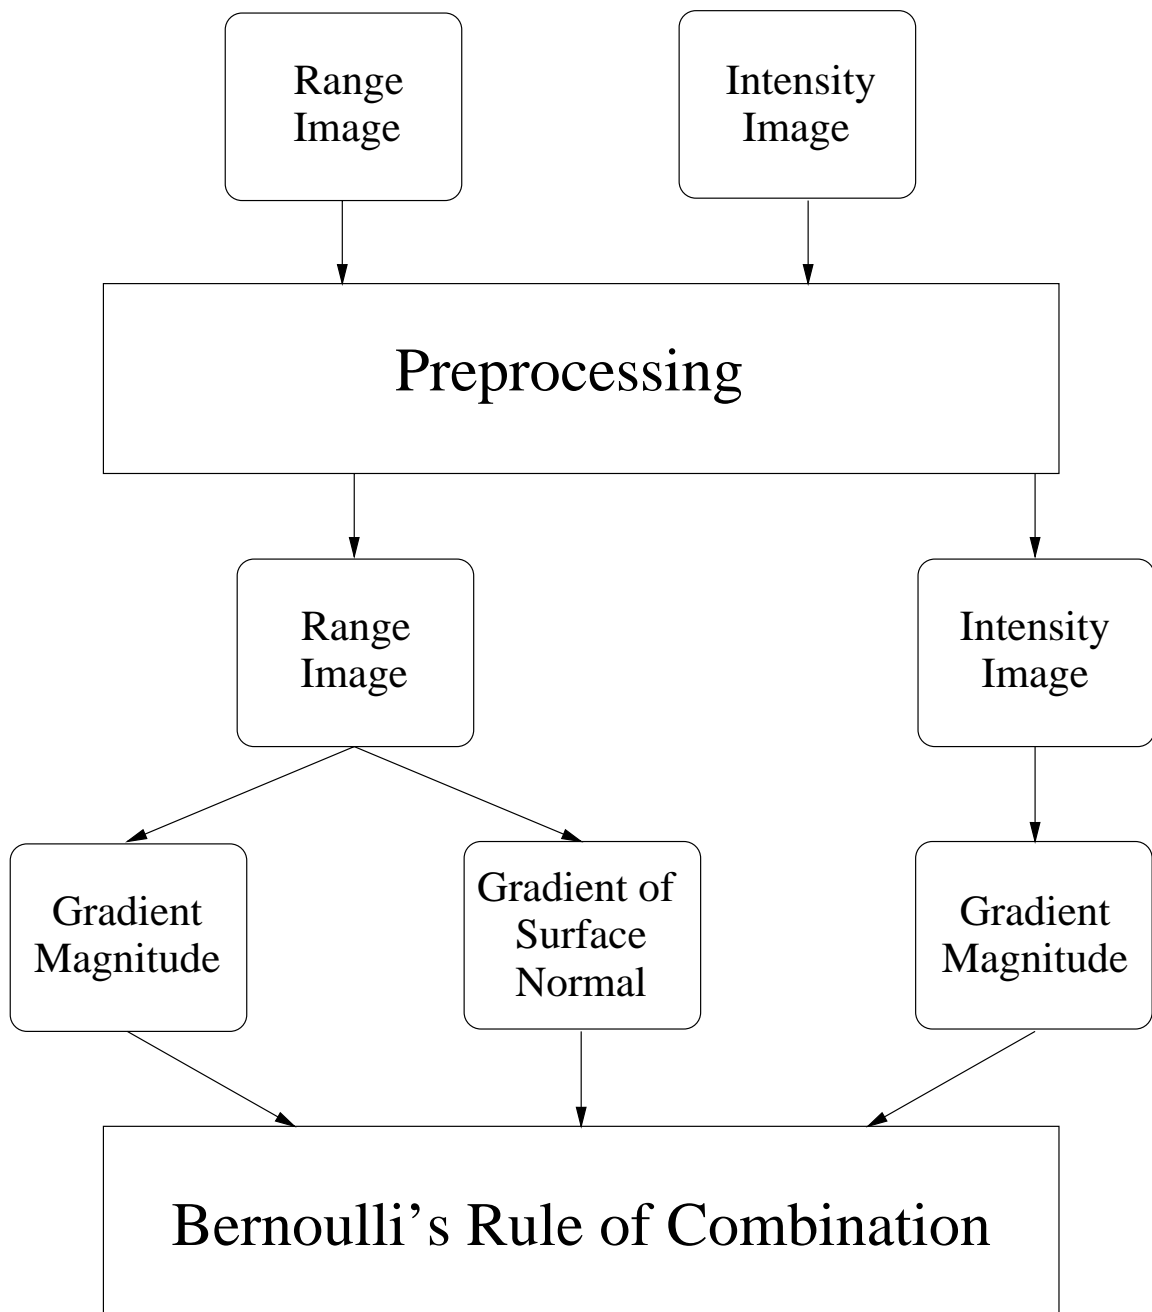 Range
Image
Intensity
Image
Preprocessing
Range
Image
Intensity
Image
Gradient
Magnitude
Gradient of
Surface
Normal
Gradient
Magnitude
Bernoulli’s Rule of Combination